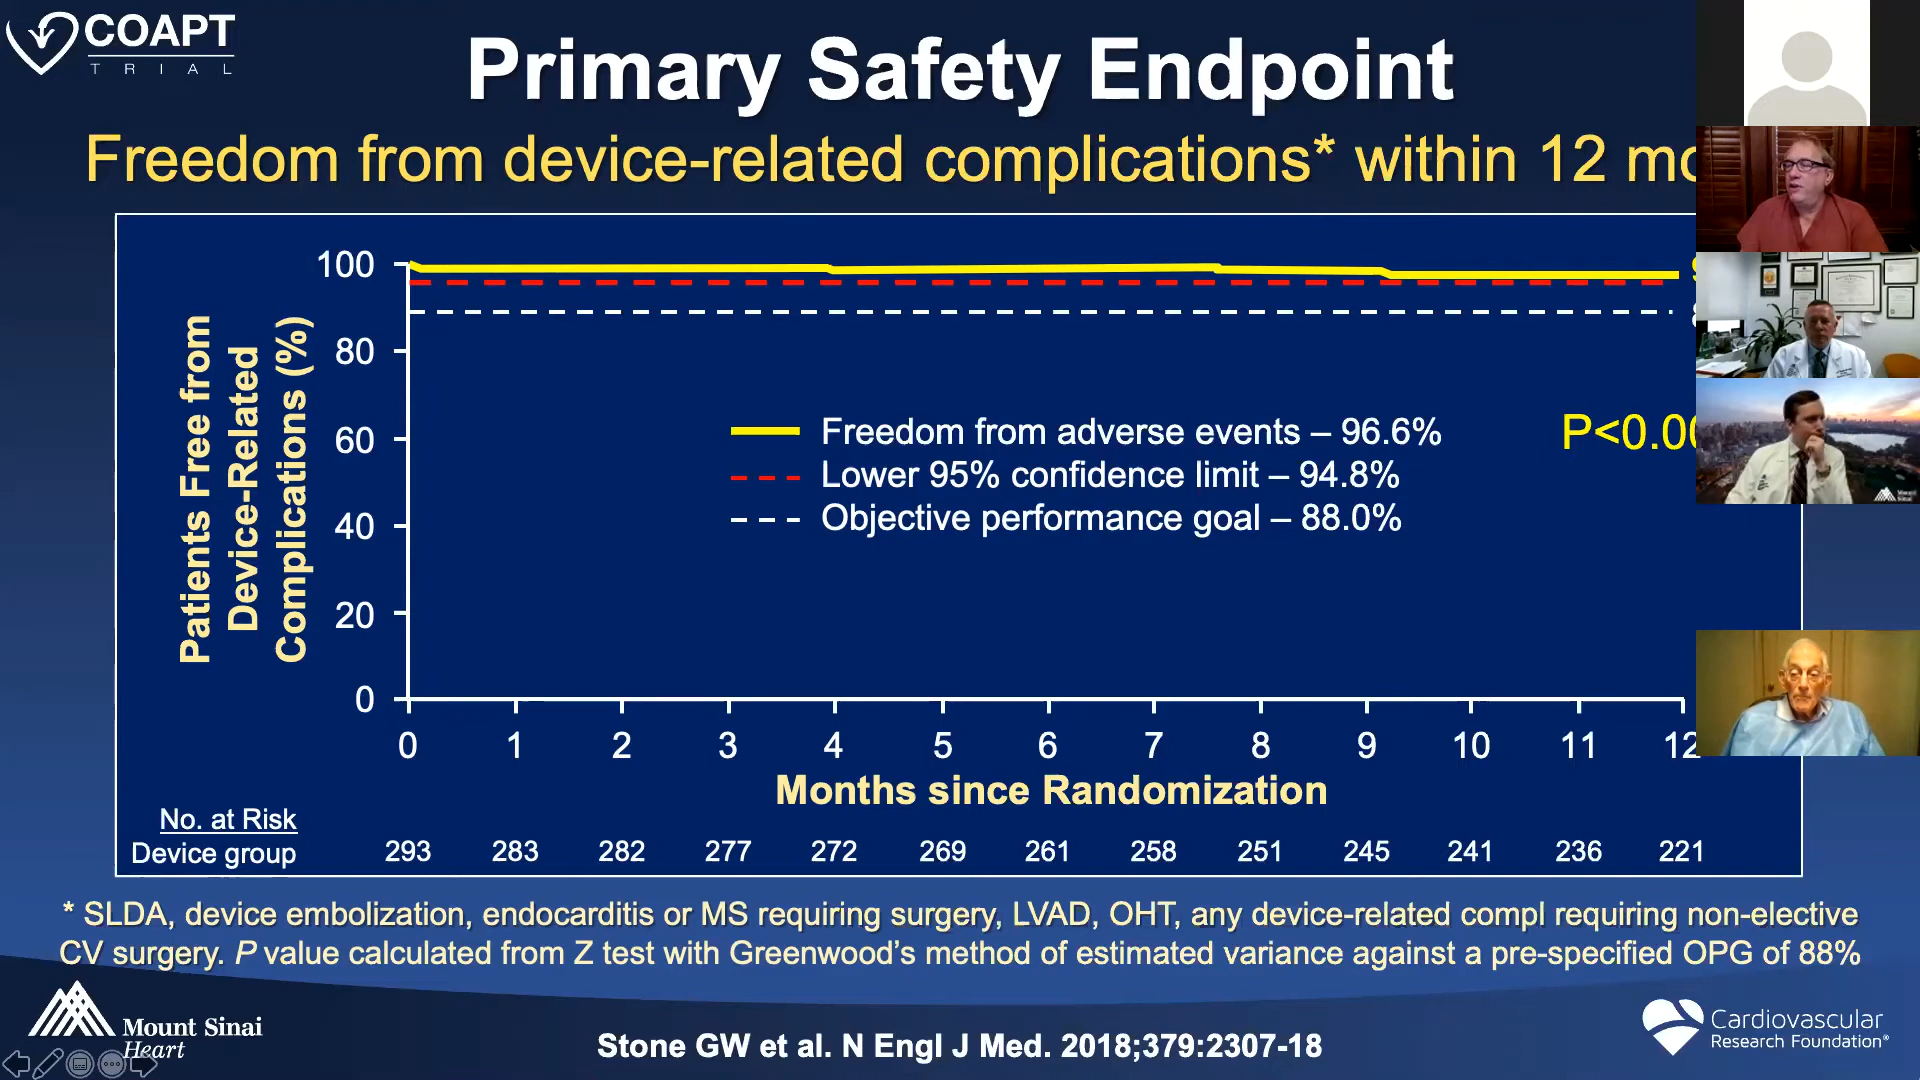 COAPT
TRIAL
Primary Safety Endpoint
Freedom from device-related complications* within 12
100
80
60
40
20
0
Patients Free from
Device-Related
Complications (%)
Freedom from adverse events – 96.6%
Lower 95% confidence limit – 94.8%
Objective performance goal – 88.0%
P<0.00
0 1 2 3 4 5 6 7 8 9 10 11 12
Months since Randomization
No. at Risk
Device group 293 283 282 277 272 269 261 258 251 245 241 236 221
* SLDA, device embolization, endocarditis or MS requiring surgery, LVAD, OHT, any device-related compl requiring non-elective
CV surgery. P value calculated from Z test with Greenwood’s method of estimated variance against a pre-specified OPG of 88%
Mount Sinai
Heart
Stone GW et al. N Engl J Med. 2018;379:2307-18
Cardiovascular
Research Foundation®
Mount
Sinai